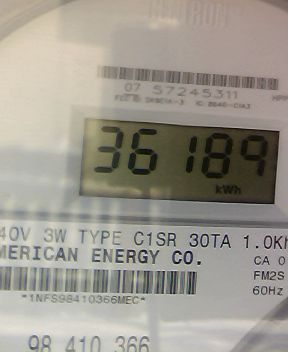 07 57245311
36189
kWh
40V 3W TYPE C1SR 30TA 1.0Kh
MERICAN ENERGY CO.
CA 0
FM2S
60Hz
*1NFS98410366MEC*
98 410 366